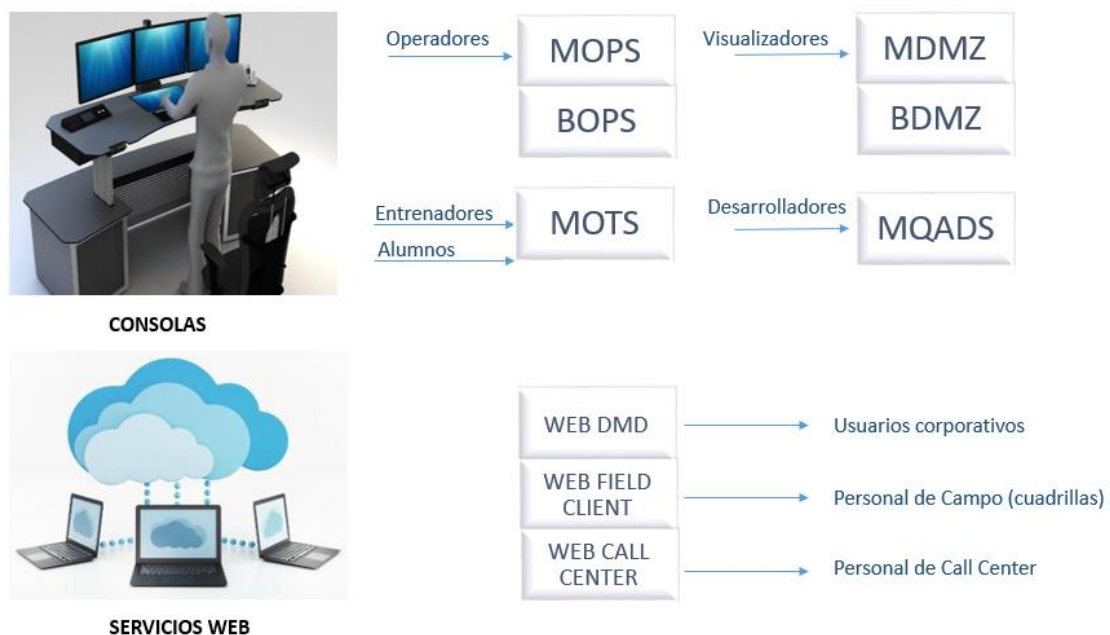 Operadores
MOPS
BOPS
Visualizadores
MDMZ
BDMZ
Entrenadores
Alumnos
MOTS
Desarrolladores
MQADS
CONSOLAS
WEB DMD
Usuarios corporativos
WEB FIELD
CLIENT
Personal de Campo (cuadrillas)
WEB CALL
CENTER
Personal de Call Center
SERVICIOS WEB